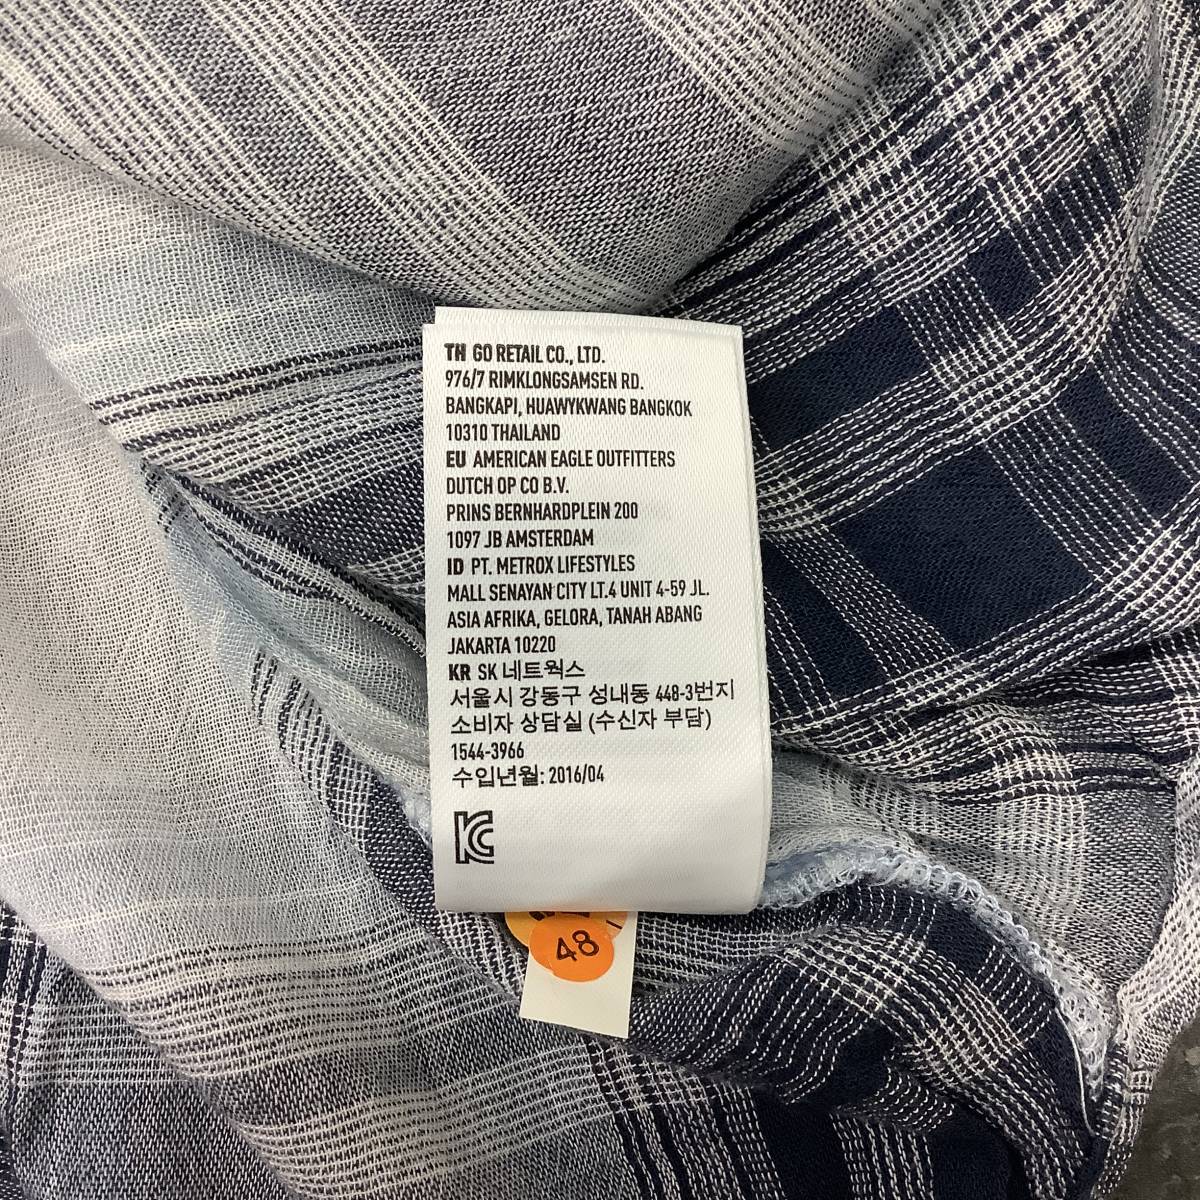 TH GO RETAIL CO., LTD.
976/7 RIMKLONGSAMSEN RD.
BANGKAPI, HUAWYKWANG BANGKOK
10310 THAILAND
EU AMERICAN EAGLE OUTFITTERS
DUTCH OP CO B.V.
PRINS BERNHARDPLEIN 200
1097 JB AMSTERDAM
ID PT. METROX LIFESTYLES
MALL SENAYAN CITY LT.4 UNIT 4-59 JL.
ASIA AFRIKA, GELORA, TANAH ABANG
JAKARTA 10220
KR SK 네트웍스
서울시 강동구 성내동 448-3번지
소비자 상담실 (수신자 부담)
1544-3966
수입년월: 2016/04
KC
48